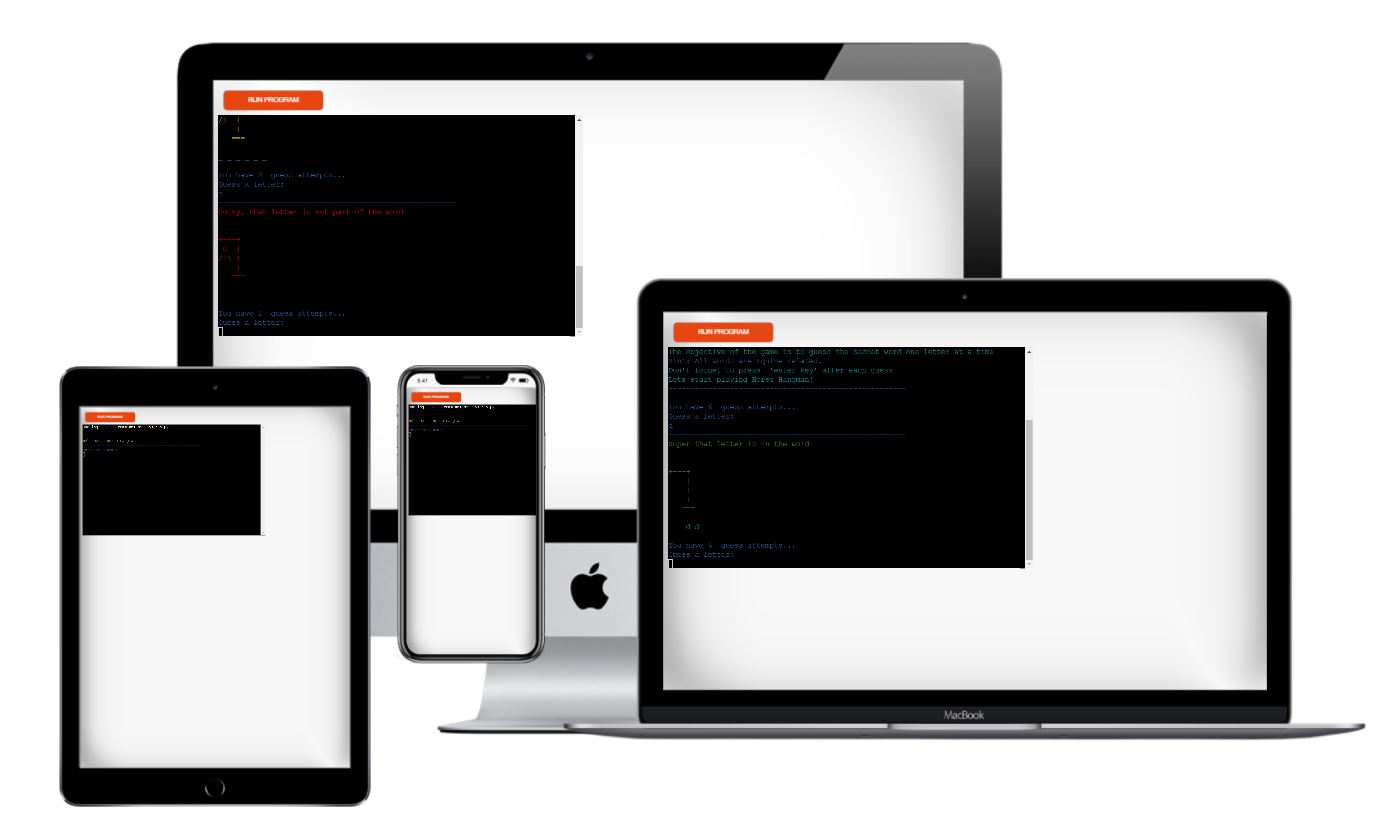 RUN PROGRAM
You have 3  guess attempts...
Guess a letter:
Sorry, that letter is not part of the word
You have 2  guess attempts...
Guess a letter:
RUN PROGRAM
The objective of the game is to guess the secret word one letter at a time
Hint: All words are equine related.
Don't forget to press  'enter key' after each guess
Lets start playing Horse Hangman!
You have 6  guess attempts...
Guess a letter:
d
Super that letter is in the word
d d
You have 6  guess attempts...
Guess a letter:
MacBook
RUN PROGRAM
9:41
RUN PROGRAM